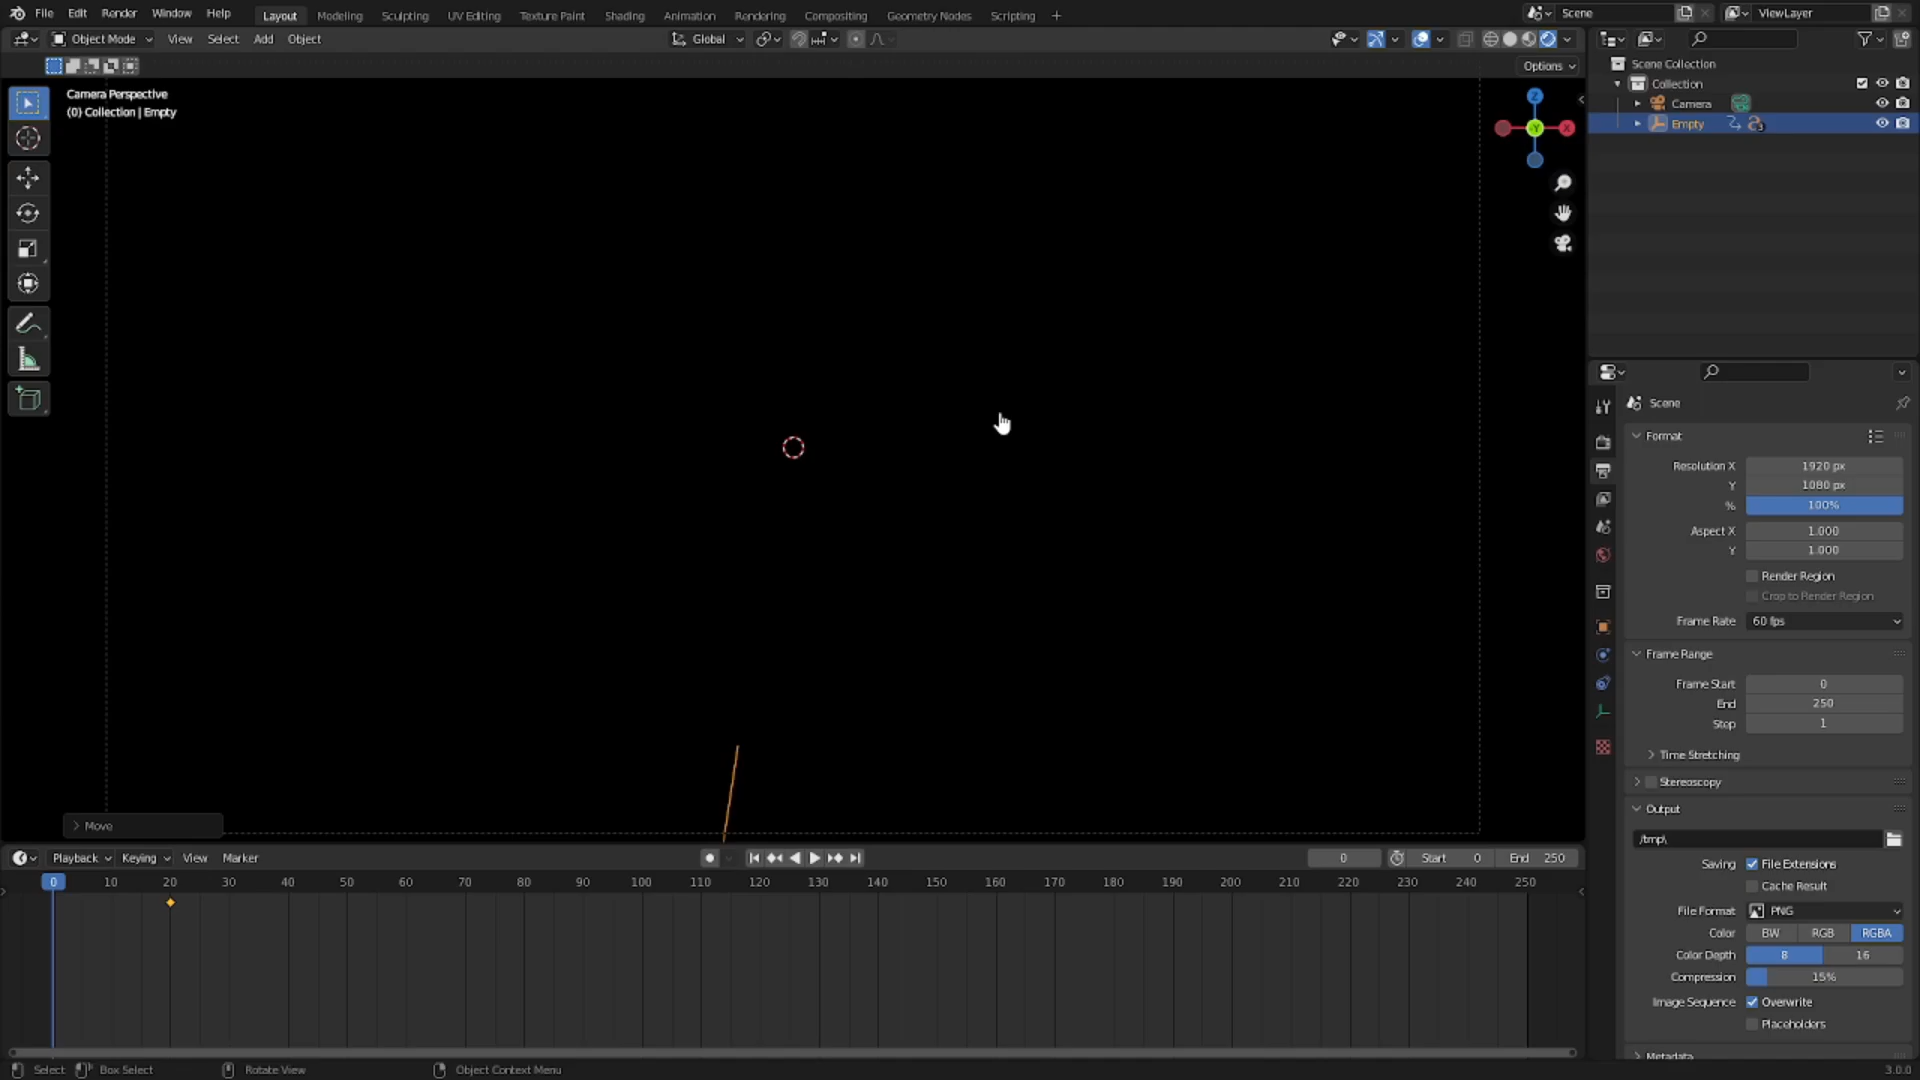 File Edit Render Window Help Layout Modeling Sculpting UV Editing Texture Paint Shading Animation Rendering Compositing Geometry Nodes Scripting + Scene ViewLayer
Object Mode View Select Add Object Global
Options
Camera Perspective
(0) Collection | Empty
Z
Y
X
Scene Collection
Collection
Camera
Empty
3
Scene
Format
Resolution X 1920 px
Y 1080 px
% 100%
Aspect X 1.000
Y 1.000
Render Region
Crop to Render Region
Frame Rate 60 fps
Frame Range
Frame Start 0
End 250
Step 1
Time Stretching
Stereoscopy
Output
/tmp\
Saving File Extensions
Cache Result
File Format PNG
Color BW RGB RGBA
Color Depth 8 16
Compression 15%
Image Sequence Overwrite
Placeholders
Metadata
Move
Playback Keying View Marker 0 Start 0 End 250
0 10 20 30 40 50 60 70 80 90 100 110 120 130 140 150 160 170 180 190 200 210 220 230 240 250
Select Box Select Rotate View Object Context Menu 3.0.0